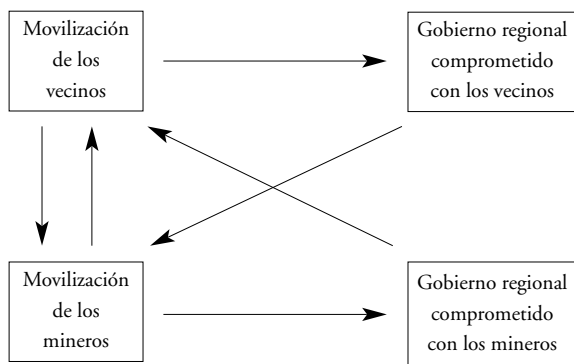 Movilización
de los
vecinos
Gobierno regional
comprometido
con los vecinos
Movilización
de los
mineros
Gobierno regional
comprometido
con los mineros